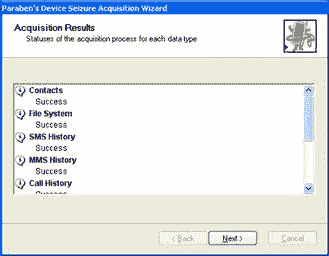 Paraben's Device Seizure Acquisition Wizard
Acquisition Results
Statuses of the acquisition process for each data type
Contacts
Success
File System
Success
SMS History
Success
MMS History
Success
Call History
Success
< Back
Next >
Cancel